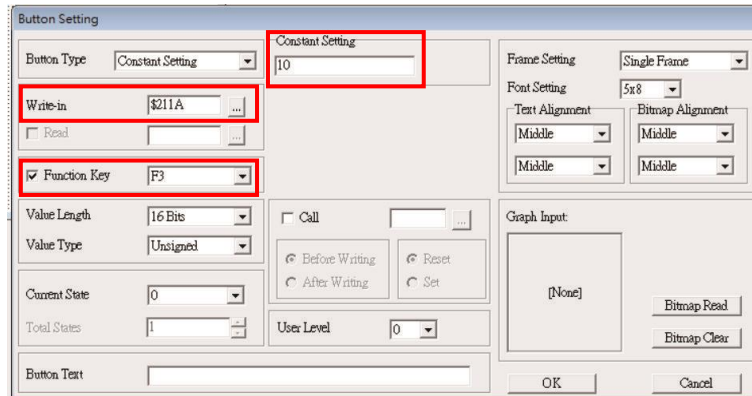 Button Setting
Button Type
Constant Setting
Constant Setting
10
Write-in
$211A
...
Read
...
Function Key
F3
Value Length
16 Bits
Value Type
Unsigned
Current State
0
Total States
1
Button Text
Call
...
Before Writing
After Writing
Reset
Set
User Level
0
Frame Setting
Single Frame
Font Setting
5x8
Text Alignment
Middle
Middle
Bitmap Alignment
Middle
Middle
Graph Input:
[None]
Bitmap Read
Bitmap Clear
OK
Cancel